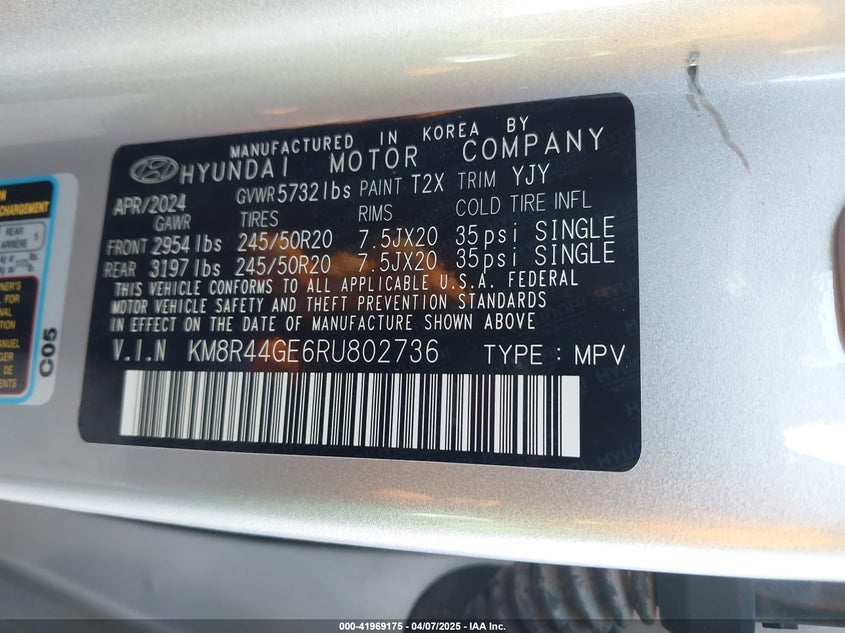 MANUFACTURED IN KOREA BY
HYUNDAI MOTOR COMPANY
APR/2024 GVWR 5732lbs PAINT T2X TRIM YJY
GAWR TIRES RIMS COLD TIRE INFL
FRONT 2954 lbs 245/50R20 7.5JX20 35psi SINGLE
REAR 3197 lbs 245/50R20 7.5JX20 35psi SINGLE
THIS VEHICLE CONFORMS TO ALL APPLICABLE U.S.A. FEDERAL
MOTOR VEHICLE SAFETY AND THEFT PREVENTION STANDARDS
IN EFFECT ON THE DATE OF MANUFACTURE SHOWN ABOVE
V.I.N KM8R44GE6RU802736 TYPE : MPV
REAR
ARRIÈRE 5
C05
000-41969175 - 04/07/2025 - IAA Inc.